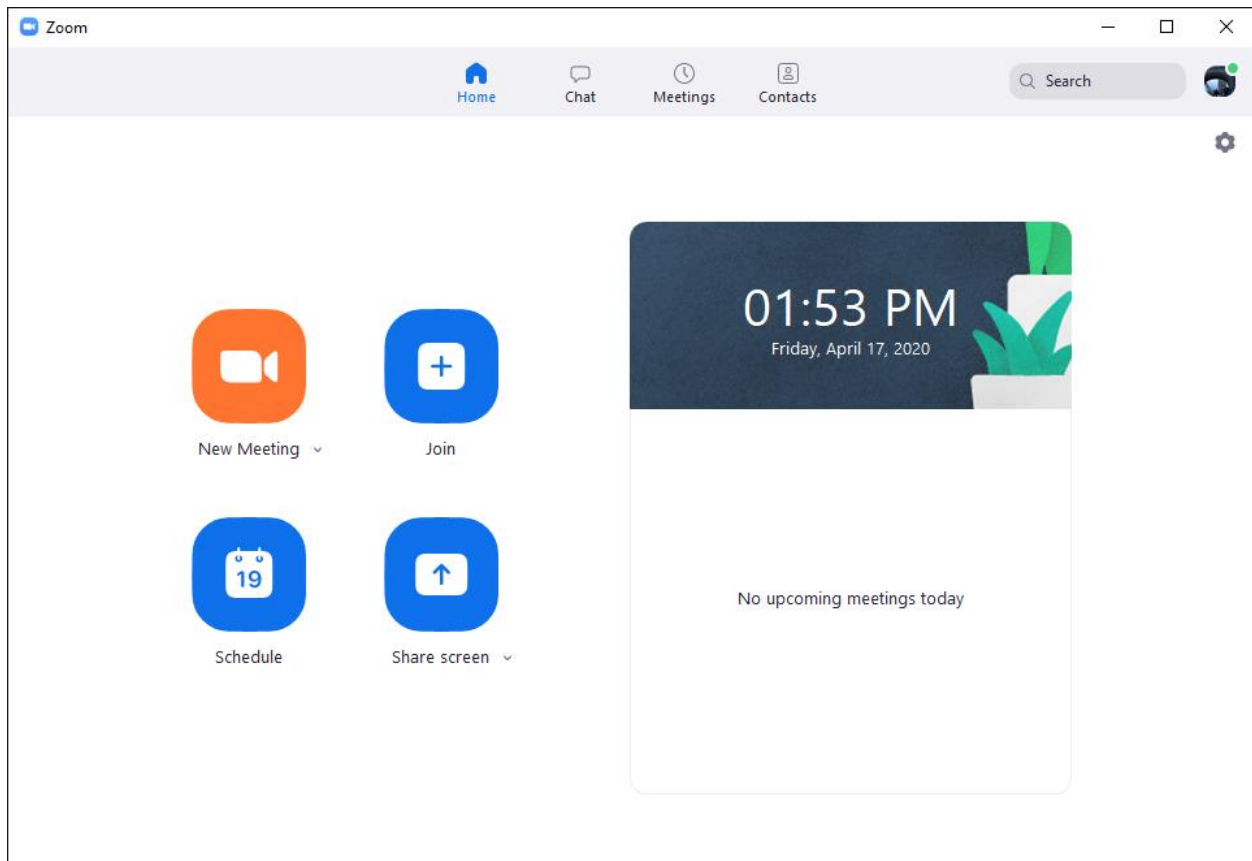 Zoom
Home
Chat
Meetings
Contacts
Search
01:53 PM
Friday, April 17, 2020
New Meeting
Join
19
Schedule
Share screen
No upcoming meetings today